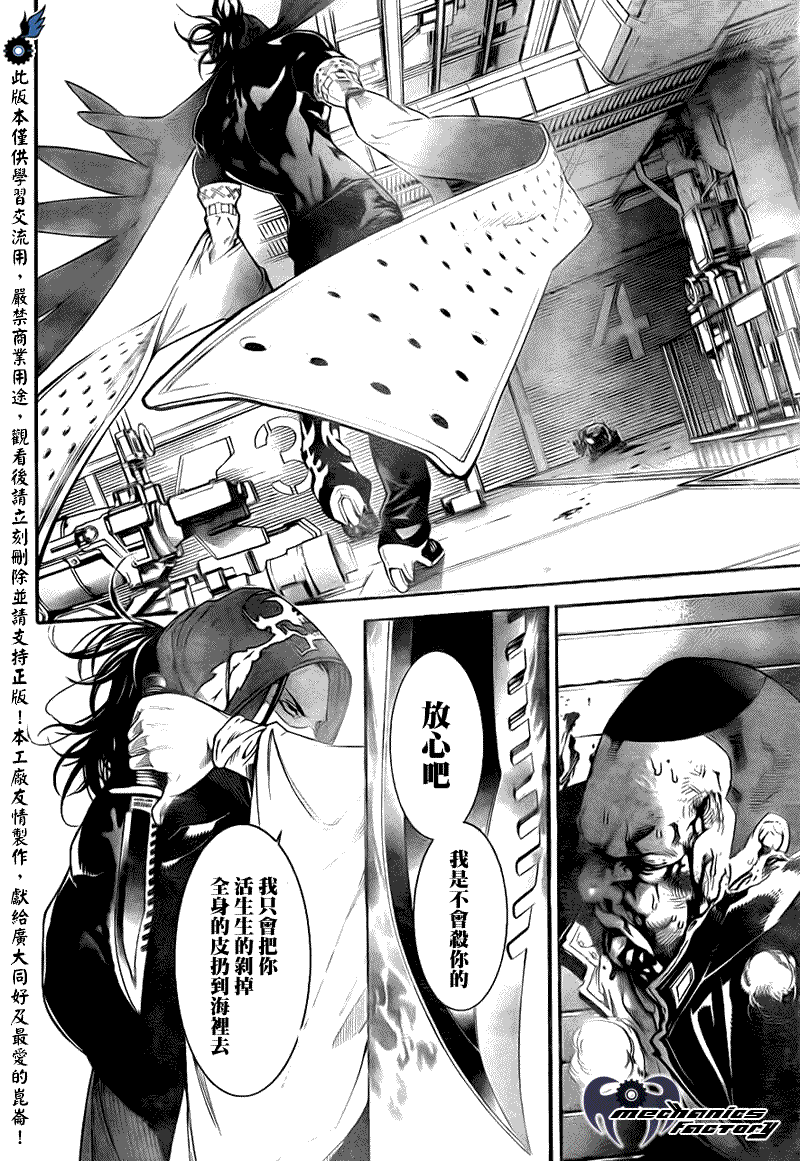 此版本僅供學習交流用，嚴禁商業用途，觀看後請立刻刪除並請支持正版！本工廠友情製作，獻給廣大同好及最愛的崑崙！
4
放心吧
我是不會殺你的
我只會把你
活生生的剝掉
全身的皮扔到海裡去
mechanics
factory